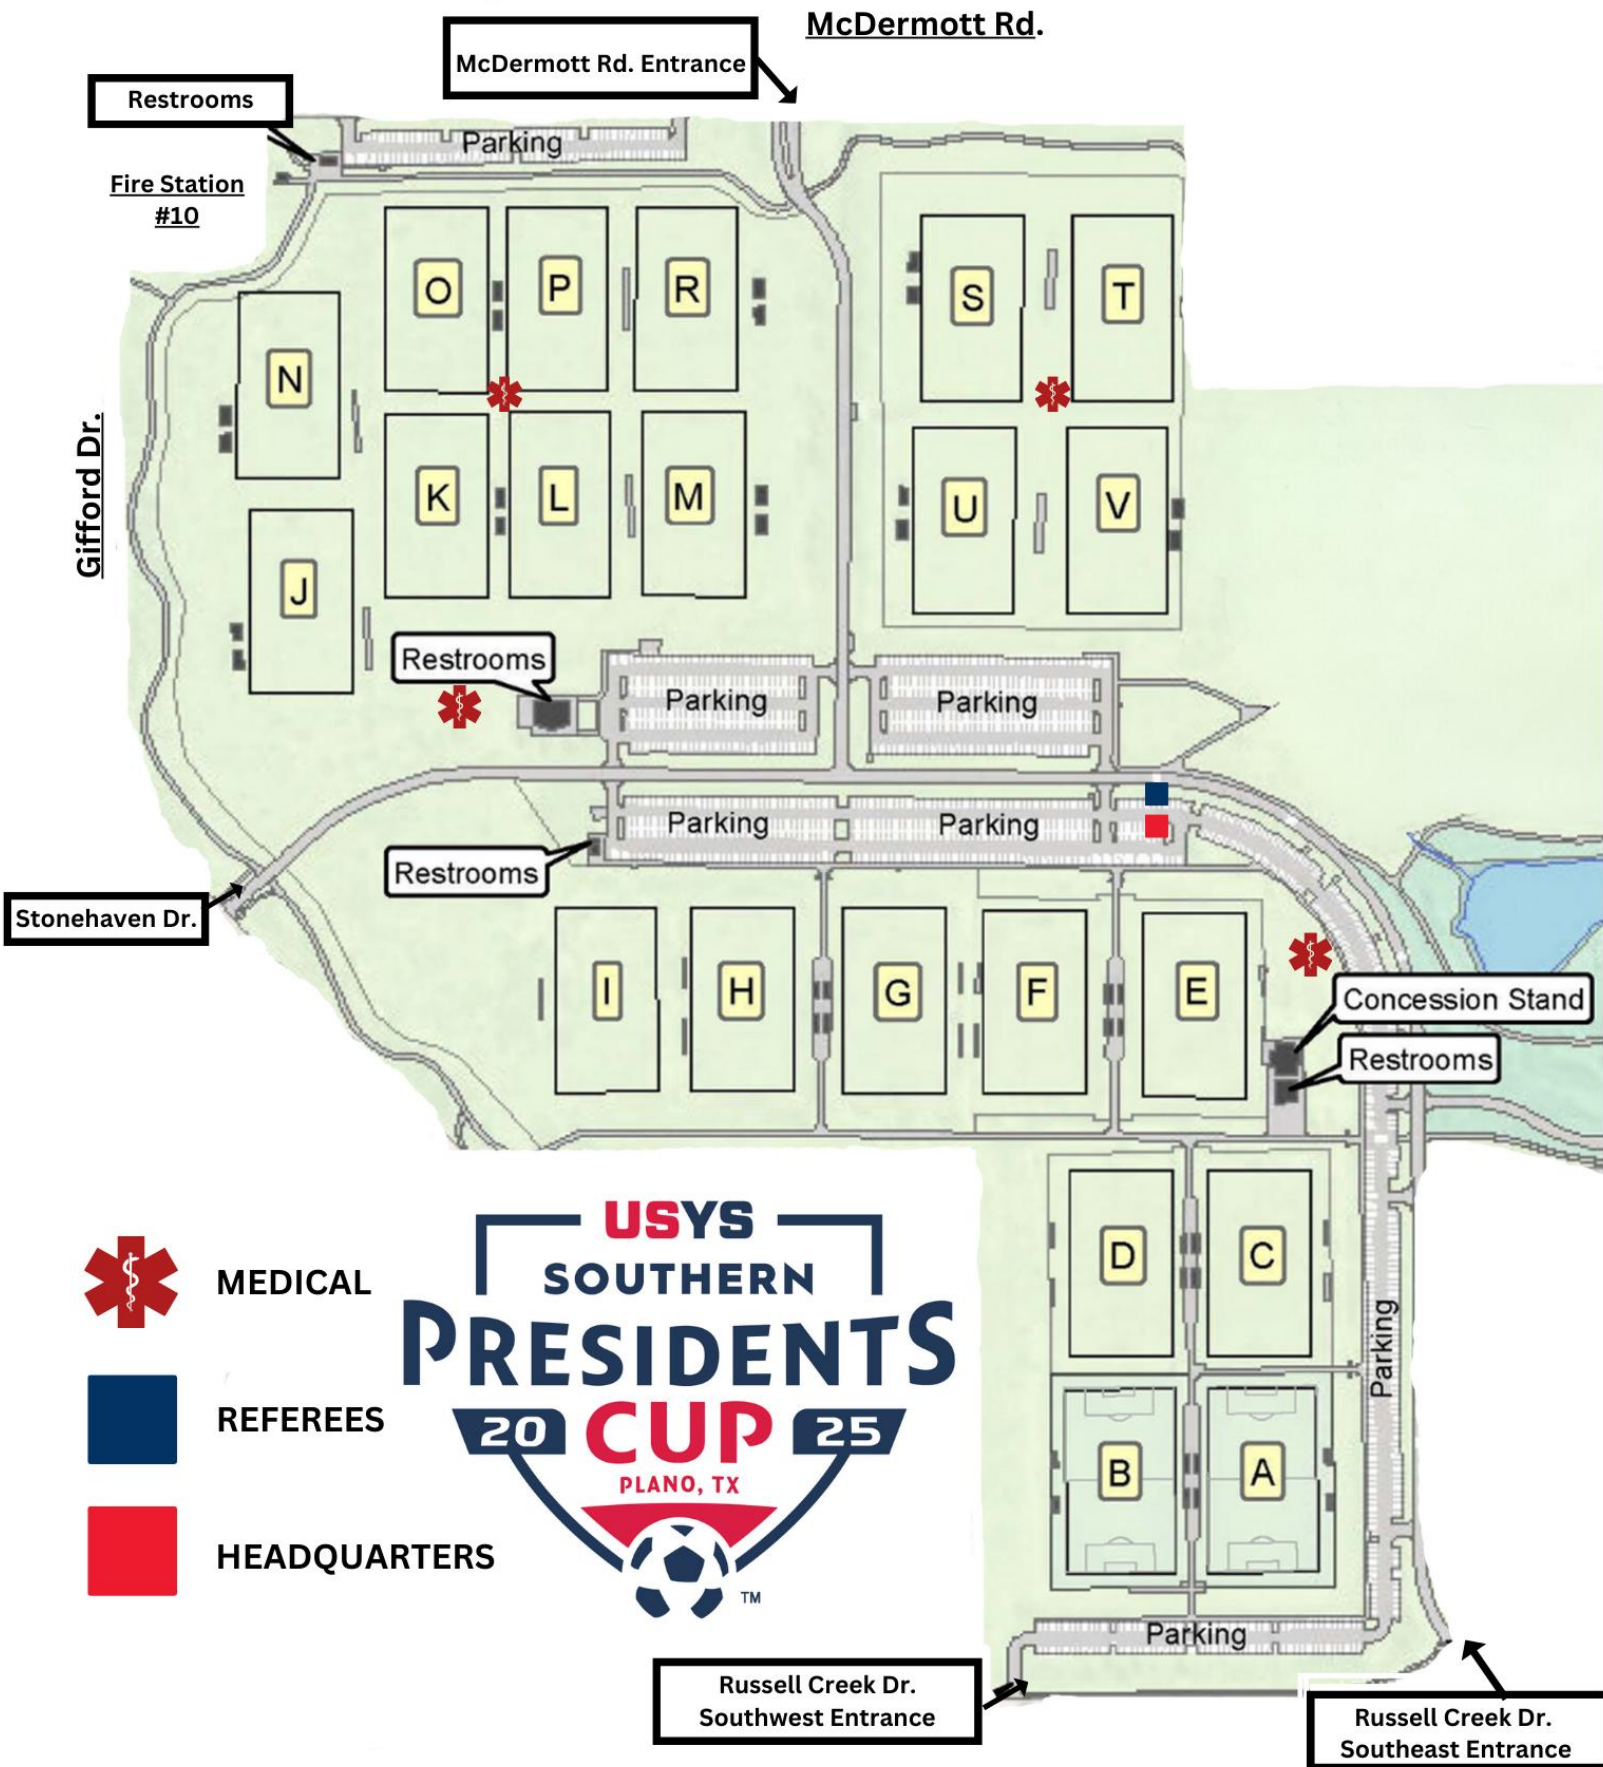 McDermott Rd.
McDermott Rd. Entrance
Restrooms
Parking
Fire Station
#10
O
P
R
S
T
N
Gifford Dr.
K
L
M
U
V
J
Restrooms
Parking
Parking
Parking
Parking
Restrooms
Stonehaven Dr.
I
H
G
F
E
Concession Stand
Restrooms
D
C
Parking
B
A
Parking
MEDICAL
REFEREES
HEADQUARTERS
USYS
SOUTHERN
PRESIDENTS
20 CUP 25
PLANO, TX
TM
Russell Creek Dr.
Southwest Entrance
Russell Creek Dr.
Southeast Entrance